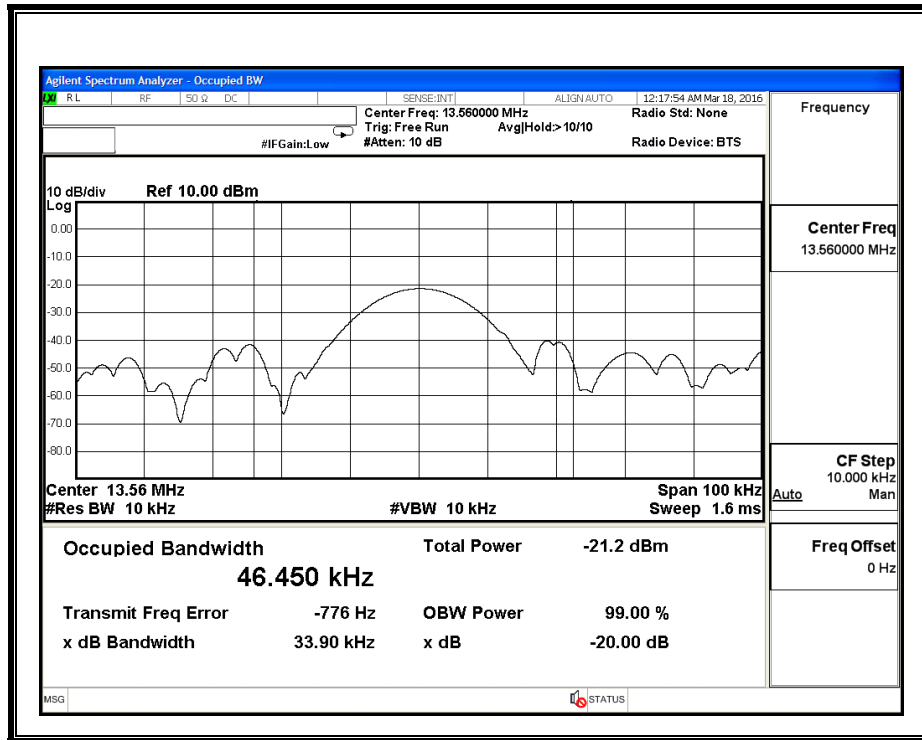 Agilent Spectrum Analyzer - Occupied BW
LXI RL RF 50 Ω DC SENSE:INT ALIGN AUTO 12:17:54 AM Mar 18, 2016
Center Freq: 13.560000 MHz Radio Std: None
Trig: Free Run Avg|Hold:> 10/10
#IFGain:Low #Atten: 10 dB Radio Device: BTS
10 dB/div Ref 10.00 dBm
Log
0.00
-10.0
-20.0
-30.0
-40.0
-50.0
-60.0
-70.0
-80.0
Center 13.56 MHz Span 100 kHz
#Res BW 10 kHz #VBW 10 kHz Sweep 1.6 ms
Occupied Bandwidth Total Power -21.2 dBm
46.450 kHz
Transmit Freq Error -776 Hz OBW Power 99.00 %
x dB Bandwidth 33.90 kHz x dB -20.00 dB
MSG STATUS
Frequency
Center Freq
13.560000 MHz
CF Step
10.000 kHz
Auto Man
Freq Offset
0 Hz